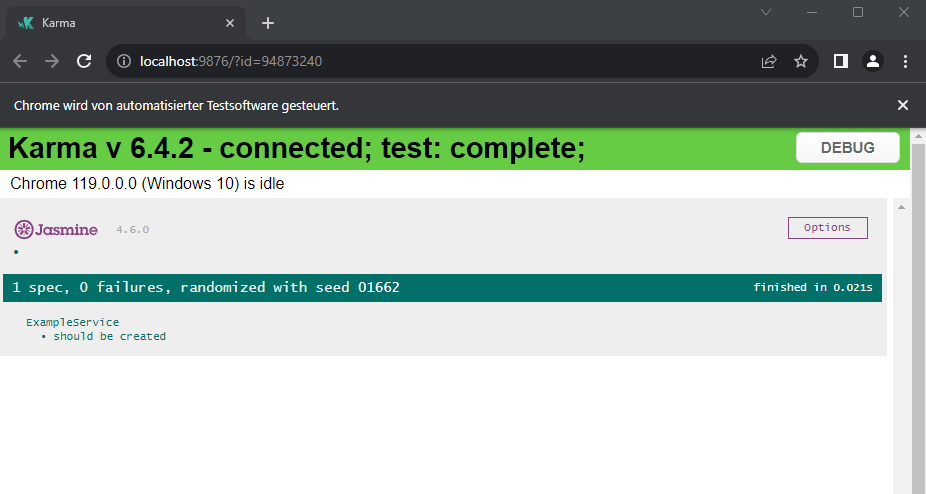 Karma
localhost:9876/?id=94873240
Chrome wird von automatisierter Testsoftware gesteuert.
Karma v 6.4.2 - connected; test: complete;
DEBUG
Chrome 119.0.0.0 (Windows 10) is idle
Jasmine 4.6.0
Options
•
1 spec, 0 failures, randomized with seed 01662
finished in 0.021s
ExampleService
• should be created